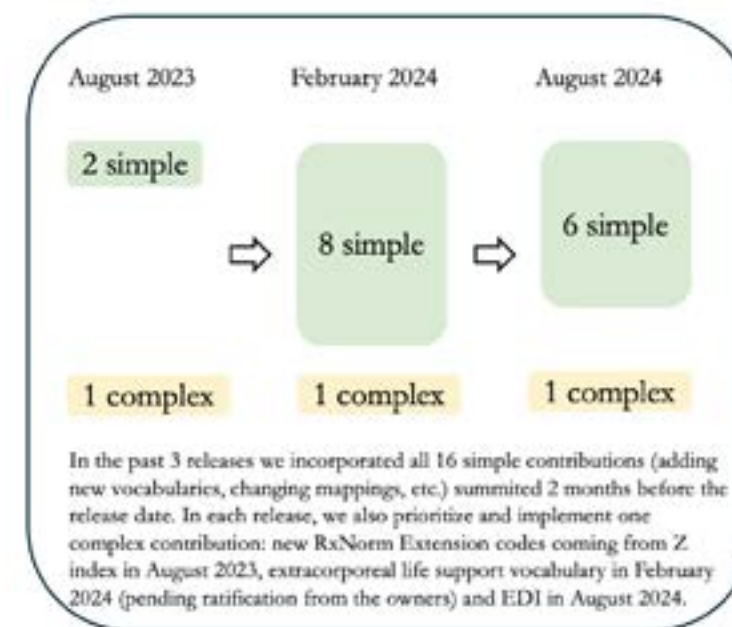 August 2023 February 2024 August 2024
2 simple
8 simple
6 simple
1 complex 1 complex 1 complex
In the past 3 releases we incorporated all 16 simple contributions (adding
new vocabularies, changing mappings, etc.) summited 2 months before the
release date. In each release, we also prioritize and implement one
complex contribution: new RxNorm Extension codes coming from Z
index in August 2023, extracorporeal life support vocabulary in February
2024 (pending ratification from the owners) and EDI in August 2024.